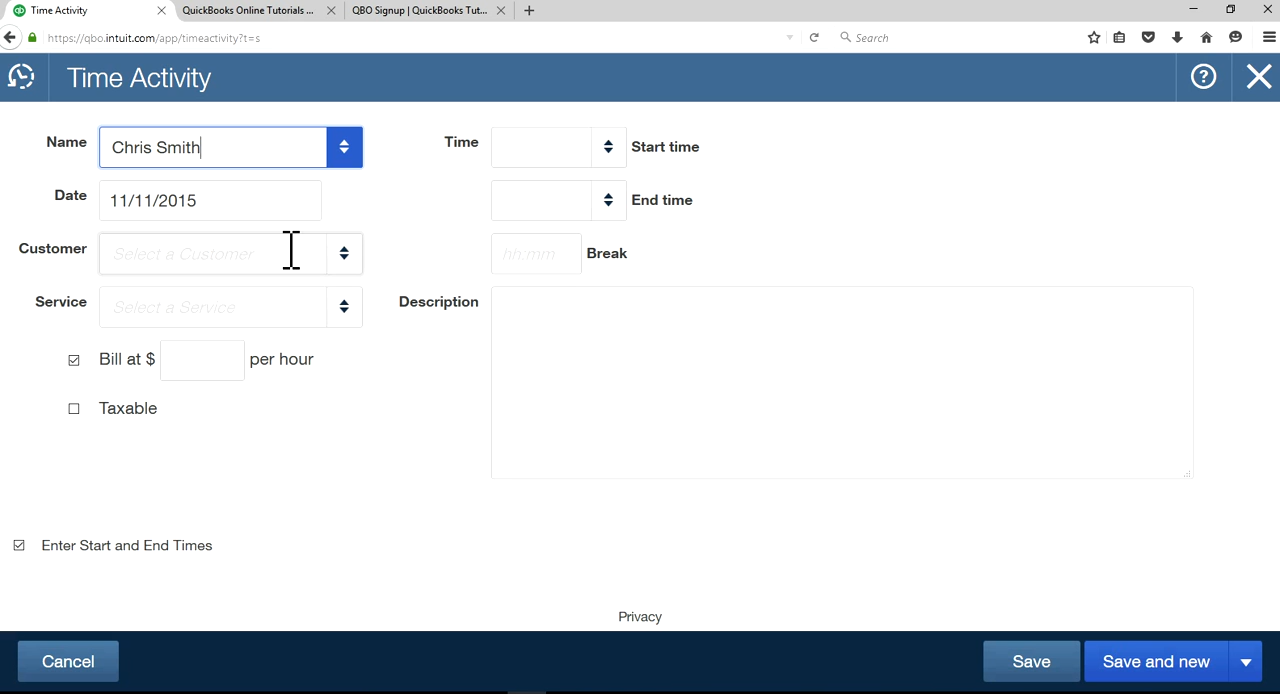 Time Activity
QuickBooks Online Tutorials ...
QBO Signup | QuickBooks Tut...
https://qbo.intuit.com/app/timeactivity?t=s
Search
Time Activity
Name
Chris Smith
Time
Start time
Date
11/11/2015
End time
Customer
Select a Customer
hh:mm
Break
Service
Select a Service
Description
Bill at $
per hour
Taxable
Enter Start and End Times
Privacy
Cancel
Save
Save and new